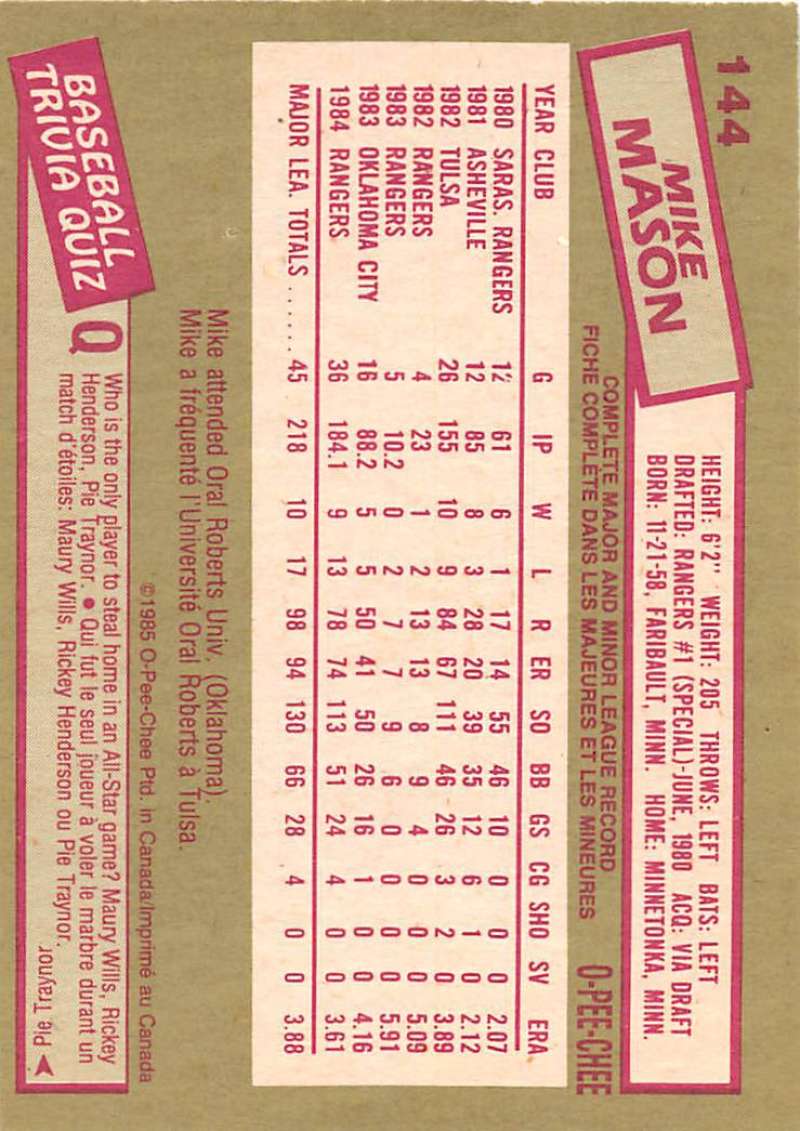 144
MIKE
MASON
HEIGHT: 6'2" WEIGHT: 205 THROWS: LEFT BATS: LEFT
DRAFTED: RANGERS #1 (SPECIAL)-JUNE, 1980 ACQ: VIA DRAFT
BORN: 11-21-58, FARIBAULT, MINN. HOME: MINNETONKA, MINN.
COMPLETE MAJOR AND MINOR LEAGUE RECORD
FICHE COMPLÈTE DANS LES MAJEURES ET LES MINEURES
O-PEE-CHEE
YEAR CLUB G IP W L R ER SO BB GS CG SHO SV ERA
1980 SARAS. RANGERS 12 61 6 1 17 14 55 46 10 0 0 0 2.07
1981 ASHEVILLE 12 85 8 3 28 20 39 35 12 6 1 0 2.12
1982 TULSA 26 155 10 9 84 67 111 46 26 3 2 0 3.89
1982 RANGERS 4 23 1 2 13 13 8 9 4 0 0 0 5.09
1983 RANGERS 5 10.2 0 2 7 7 9 6 0 0 0 0 5.91
1983 OKLAHOMA CITY 16 88.2 5 5 50 41 50 26 16 1 0 0 4.16
1984 RANGERS 36 184.1 9 13 78 74 113 51 24 4 0 0 3.61
MAJOR LEA. TOTALS ...... 45 218 10 17 98 94 130 66 28 4 0 0 3.88
Mike attended Oral Roberts Univ. (Oklahoma).
Mike a fréquenté l'Université Oral Roberts à Tulsa.
©1985 O-Pee-Chee Ptd. in Canada/Imprimé au Canada
BASEBALL
TRIVIA QUIZ
Q
Who is the only player to steal home in an All-Star game? Maury Wills, Rickey
Henderson, Pie Traynor. • Qui fut le seul joueur à voler le marbre durant un
match d'étoiles: Maury Wills, Rickey Henderson ou Pie Traynor.
Pie Traynor